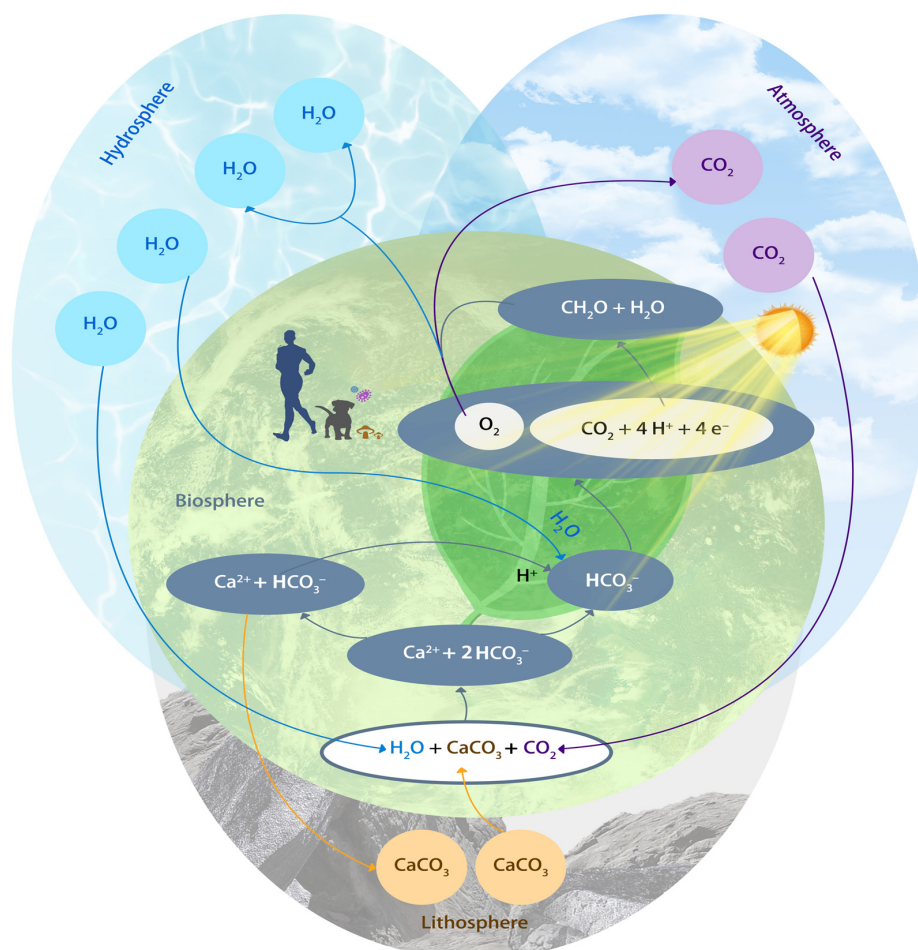 Hydrosphere
Atmosphere
H₂O
H₂O
CO₂
H₂O
CO₂
H₂O
CH₂O + H₂O
O₂
CO₂ + 4 H⁺ + 4 e⁻
Biosphere
H₂O
H⁺
Ca²⁺ + HCO₃⁻
HCO₃⁻
Ca²⁺ + 2 HCO₃⁻
H₂O + CaCO₃ + CO₂
CaCO₃
CaCO₃
Lithosphere